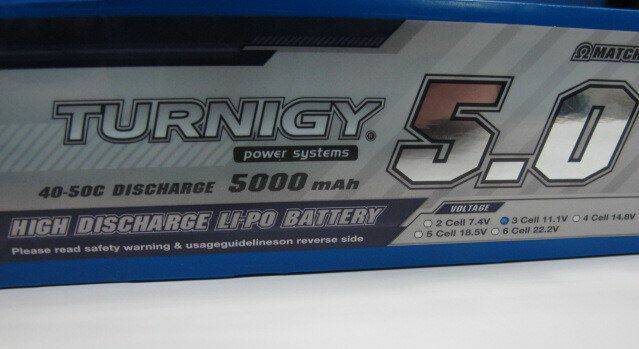 ΩMATCH
TURNIGY®
power systems
5.0
40-50C DISCHARGE 5000 mAh
HIGH DISCHARGE LI-PO BATTERY
Please read safety warning & usageguidelineson reverse side
VOLTAGE
2 Cell 7.4V 3 Cell 11.1V 4 Cell 14.8V
5 Cell 18.5V 6 Cell 22.2V